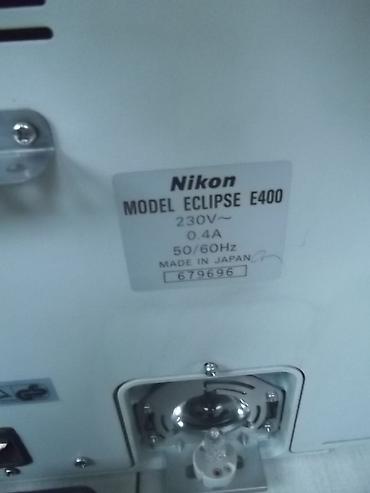 Nikon
MODEL ECLIPSE E400
230V~
0.4A
50/60Hz
MADE IN JAPAN
679696